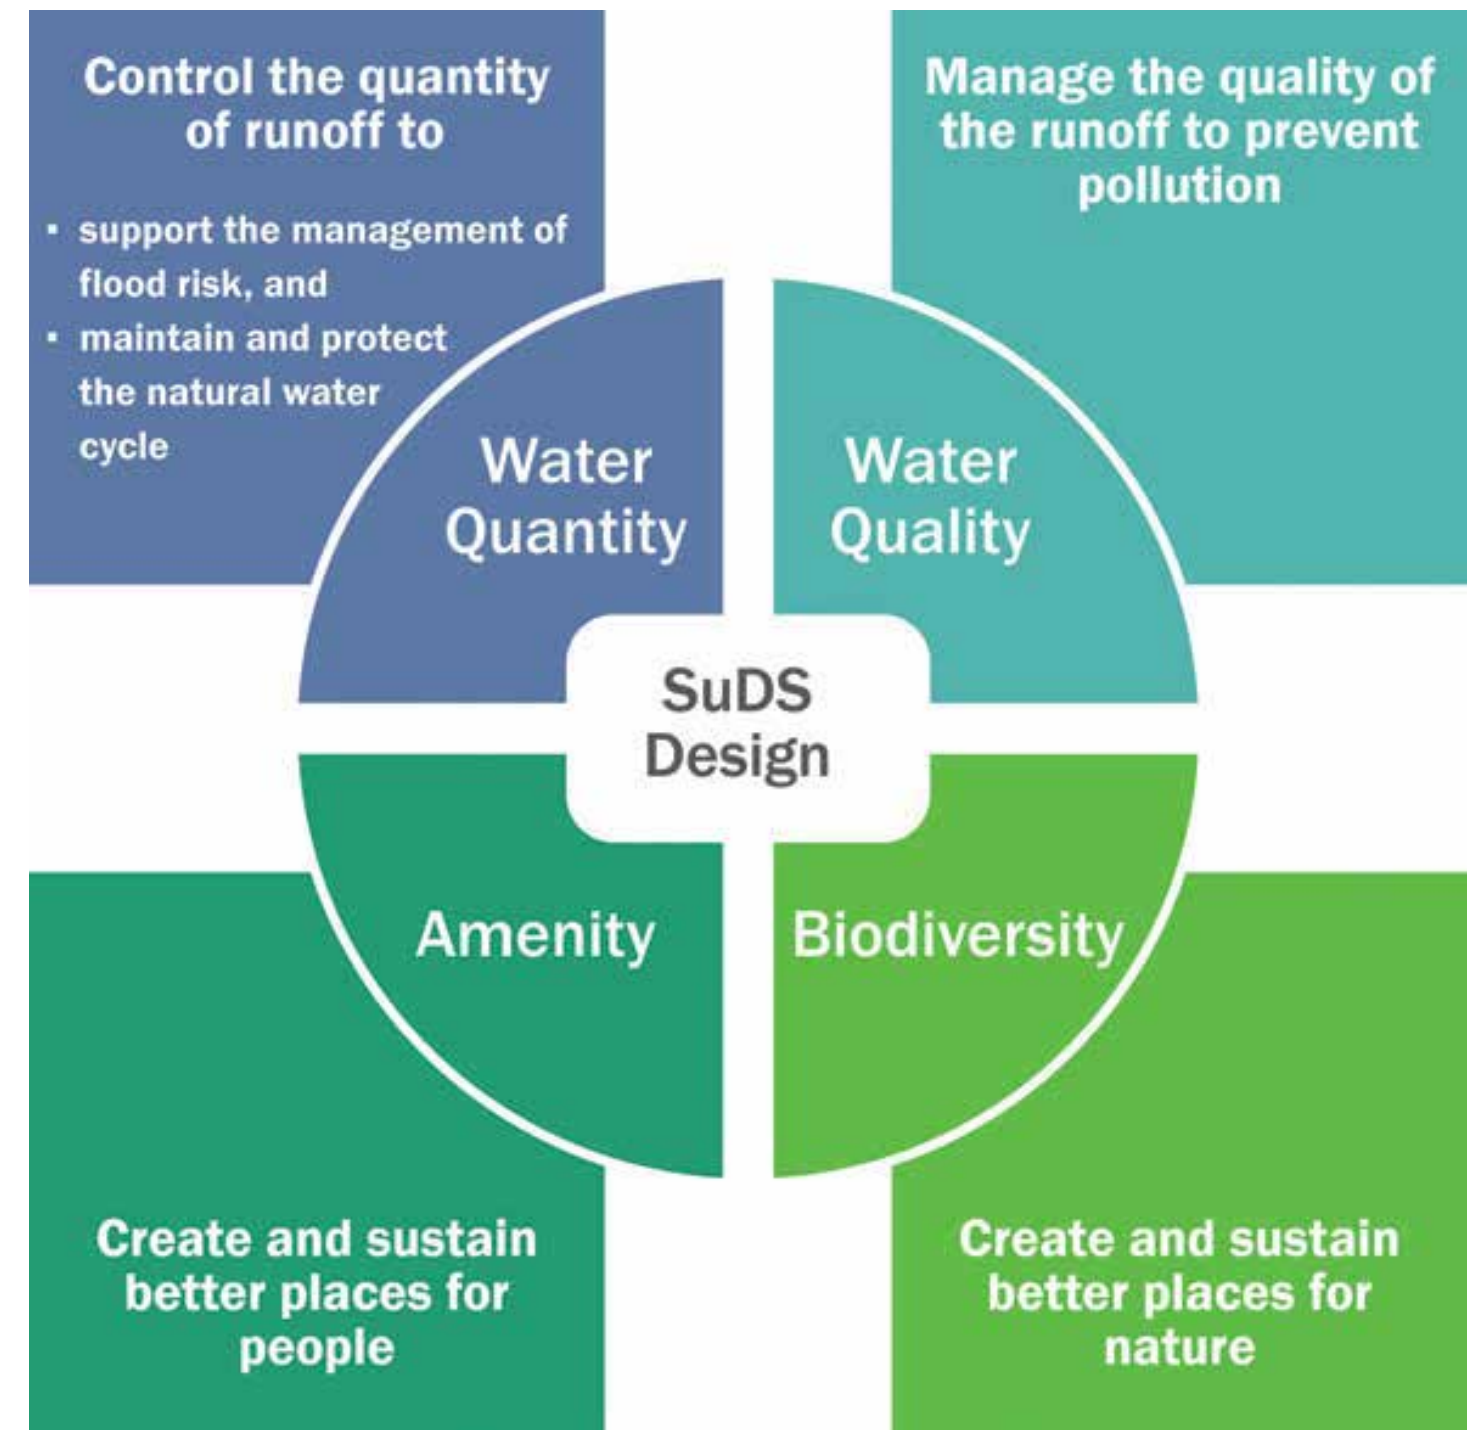 Control the quantity
of runoff to
▪ support the management of
flood risk, and
▪ maintain and protect
the natural water
cycle
Manage the quality of
the runoff to prevent
pollution
Water
Quantity
Water
Quality
SuDS
Design
Amenity
Biodiversity
Create and sustain
better places for
people
Create and sustain
better places for
nature